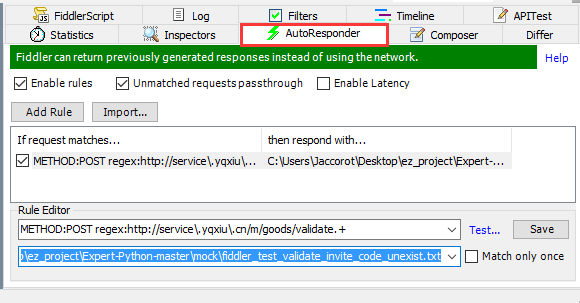 FiddlerScript Log Filters Timeline APITest
Statistics Inspectors AutoResponder Composer Differ
Fiddler can return previously generated responses instead of using the network. Help
Enable rules Unmatched requests passthrough Enable Latency
Add Rule Import...
If request matches... then respond with...
METHOD:POST regex:http://service\.yqxiu\... C:\Users\Jaccorot\Desktop\ez_project\Expert-...
Rule Editor
METHOD:POST regex:http://service\.yqxiu\.cn/m/goods/validate.+ Test... Save
\ez_project\Expert-Python-master\mock\fiddler_test_validate_invite_code_unexist.txt Match only once